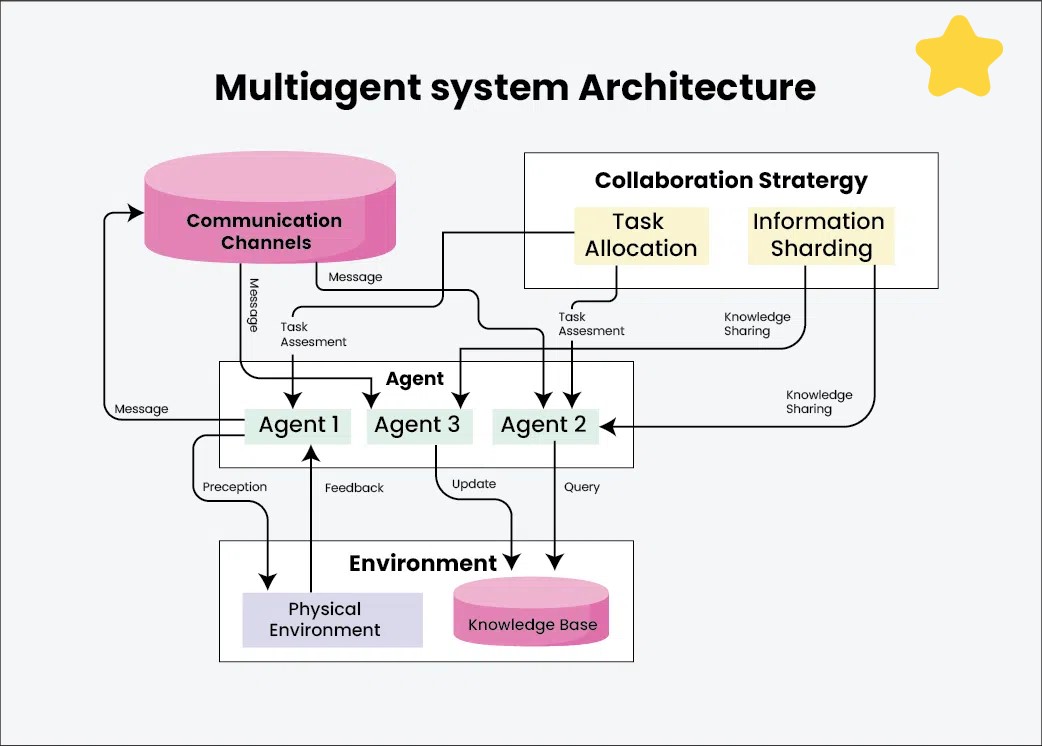 Multiagent system Architecture
Communication
Channels
Collaboration Stratergy
Task
Allocation
Information
Sharding
Message
Message
Task
Assesment
Task
Assesment
Knowledge
Sharing
Knowledge
Sharing
Message
Agent
Agent 1
Agent 3
Agent 2
Preception
Feedback
Update
Query
Environment
Physical
Environment
Knowledge Base